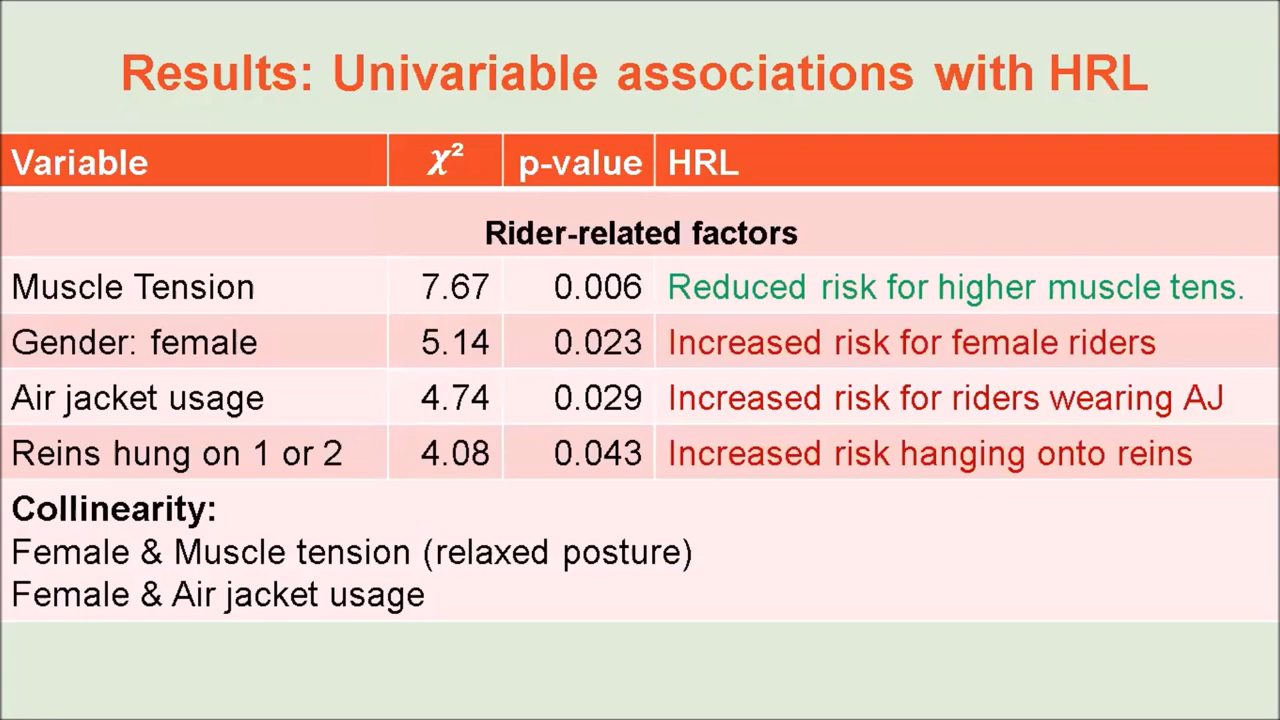 Results: Univariable associations with HRL
Variable χ² p-value HRL
Rider-related factors
Muscle Tension 7.67 0.006 Reduced risk for higher muscle tens.
Gender: female 5.14 0.023 Increased risk for female riders
Air jacket usage 4.74 0.029 Increased risk for riders wearing AJ
Reins hung on 1 or 2 4.08 0.043 Increased risk hanging onto reins
Collinearity:
Female & Muscle tension (relaxed posture)
Female & Air jacket usage